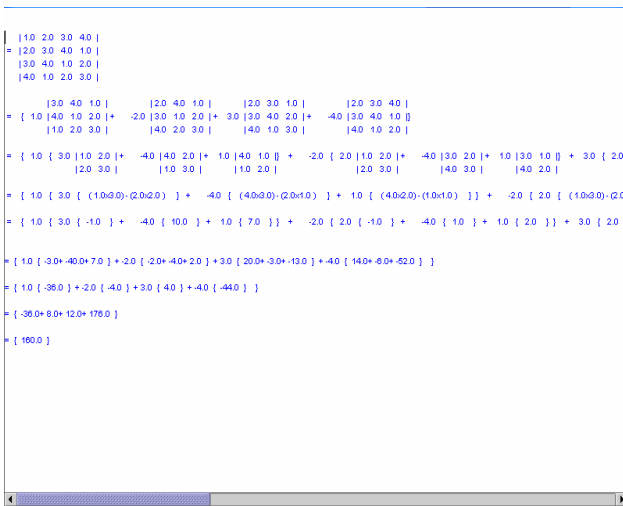 |1.0 2.0 3.0 4.0 |
= |2.0 3.0 4.0 1.0 |
|3.0 4.0 1.0 2.0 |
|4.0 1.0 2.0 3.0 |
|3.0 4.0 1.0 | |2.0 4.0 1.0 | |2.0 3.0 1.0 | |2.0 3.0 4.0 |
= { 1.0 |4.0 1.0 2.0 |+ -2.0 |3.0 1.0 2.0 |+ 3.0 |3.0 4.0 2.0 |+ -4.0 |3.0 4.0 1.0 |}
|1.0 2.0 3.0 | |4.0 2.0 3.0 | |4.0 1.0 3.0 | |4.0 1.0 2.0 |
= { 1.0 { 3.0 |1.0 2.0 |+ -4.0 |4.0 2.0 |+ 1.0 |4.0 1.0 |} + -2.0 { 2.0 |1.0 2.0 |+ -4.0 |3.0 2.0 |+ 1.0 |3.0 1.0 |} + 3.0 { 2.0
|2.0 3.0 | |1.0 3.0 | |1.0 2.0 | |2.0 3.0 | |4.0 3.0 | |4.0 2.0 |
= { 1.0 { 3.0 { (1.0x3.0)-(2.0x2.0) } + -4.0 { (4.0x3.0)-(2.0x1.0) } + 1.0 { (4.0x2.0)-(1.0x1.0) } } + -2.0 { 2.0 { (1.0x3.0)-(2.0
= { 1.0 { 3.0 { -1.0 } + -4.0 { 10.0 } + 1.0 { 7.0 } } + -2.0 { 2.0 { -1.0 } + -4.0 { 1.0 } + 1.0 { 2.0 } } + 3.0 { 2.0
= { 1.0 { -3.0+ -40.0+ 7.0 } + -2.0 { -2.0+ -4.0+ 2.0 } + 3.0 { 20.0+ -3.0+ -13.0 } + -4.0 { 14.0+ -6.0+ -52.0 } }
= { 1.0 { -36.0 } + -2.0 { -4.0 } + 3.0 { 4.0 } + -4.0 { -44.0 } }
= { -36.0+ 8.0+ 12.0+ 176.0 }
= { 160.0 }